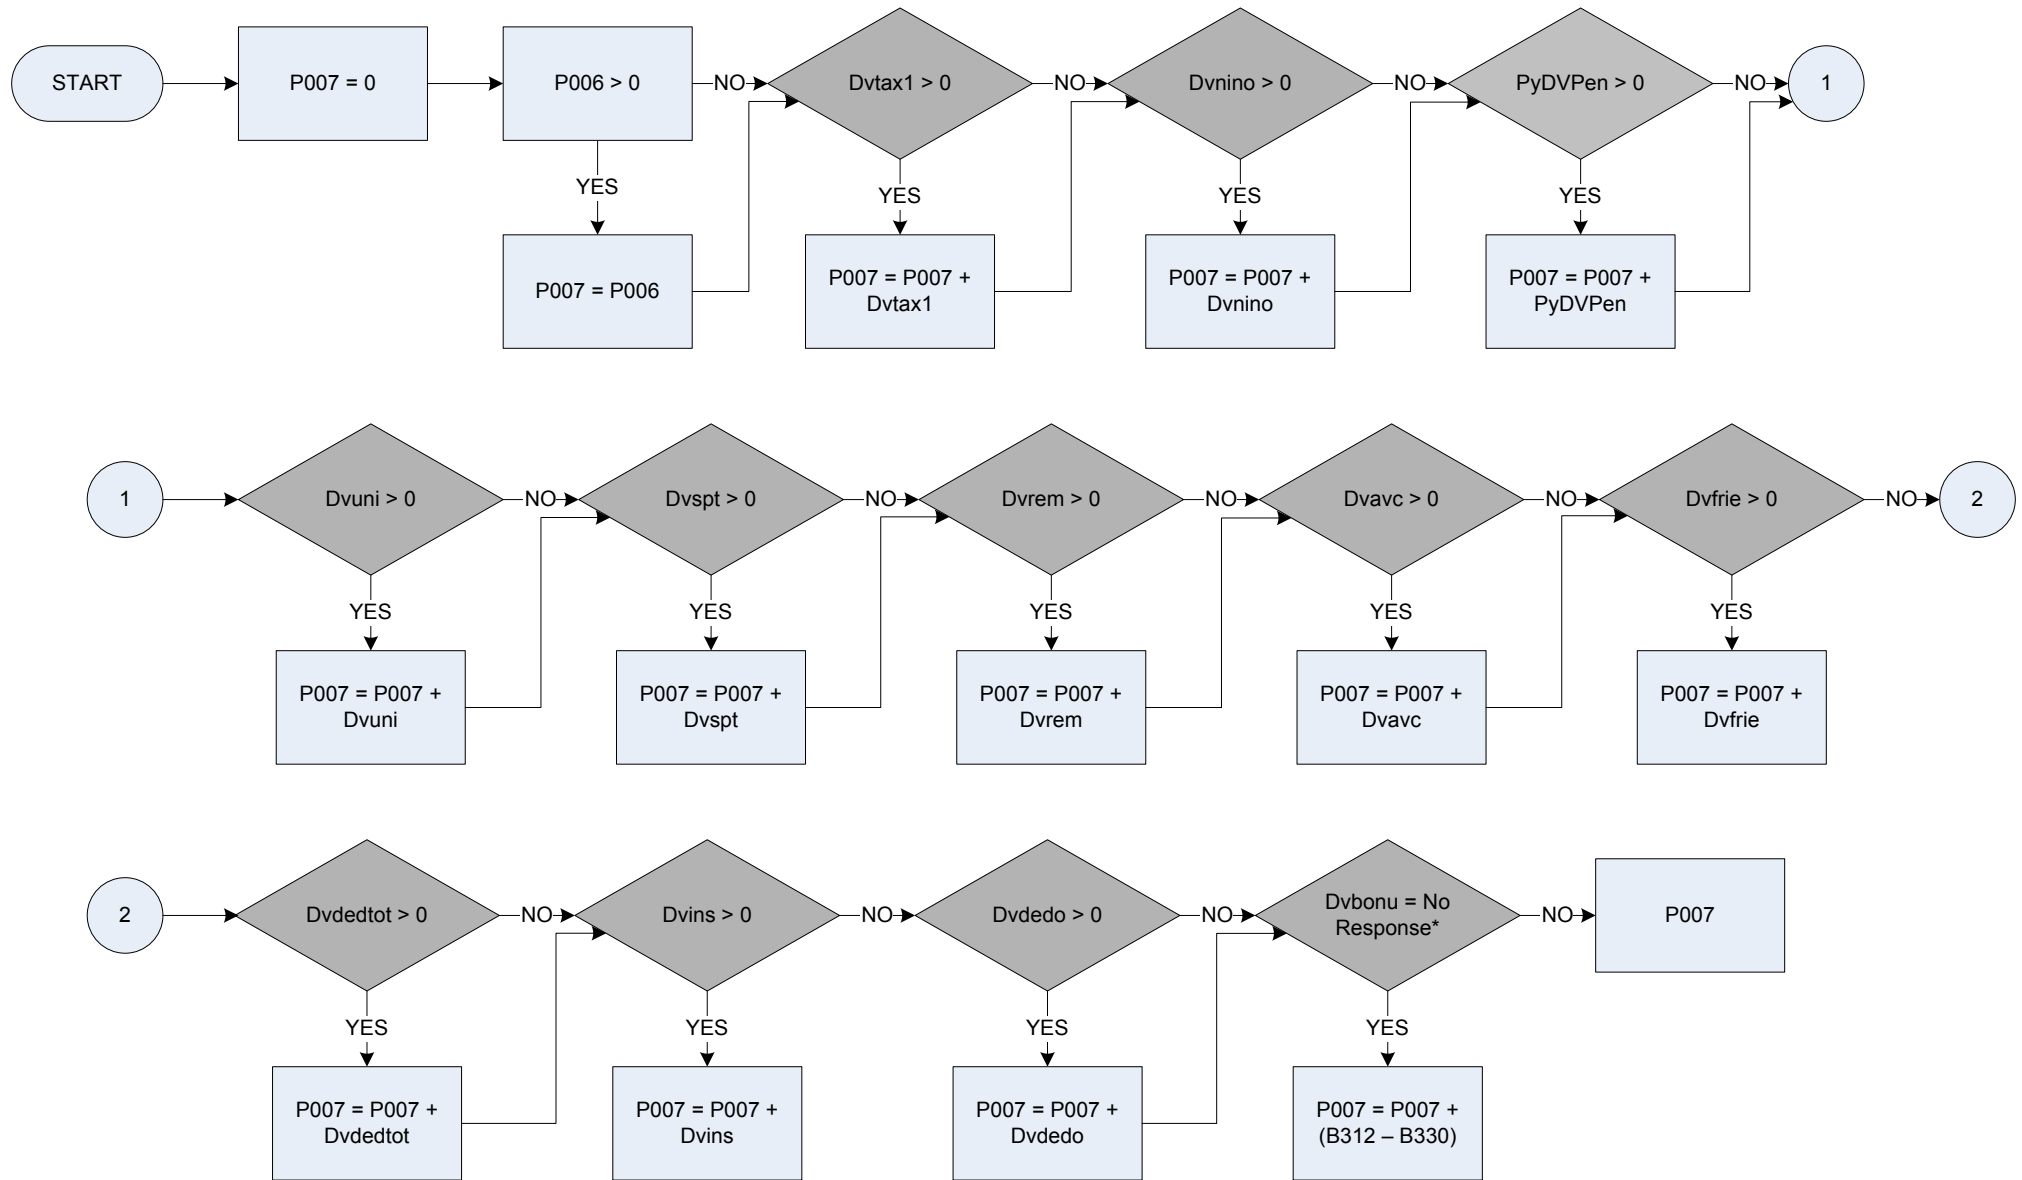 START
P007 = 0
P006 > 0
NO
Dvtax1 > 0
NO
Dvnino > 0
NO
PyDVPen > 0
NO
1
YES
YES
YES
YES
P007 = P006
P007 = P007 +
Dvtax1
P007 = P007 +
Dvnino
P007 = P007 +
PyDVPen
1
Dvuni > 0
NO
Dvspt > 0
NO
Dvrem > 0
NO
Dvavc > 0
NO
Dvfrie > 0
NO
2
YES
YES
YES
YES
YES
P007 = P007 +
Dvuni
P007 = P007 +
Dvspt
P007 = P007 +
Dvrem
P007 = P007 +
Dvavc
P007 = P007 +
Dvfrie
2
Dvdedtot > 0
NO
Dvins > 0
NO
Dvdedo > 0
NO
Dvbonu = No
Response*
NO
P007
YES
YES
YES
YES
P007 = P007 +
Dvdedtot
P007 = P007 +
Dvins
P007 = P007 +
Dvdedo
P007 = P007 +
(B312 – B330)